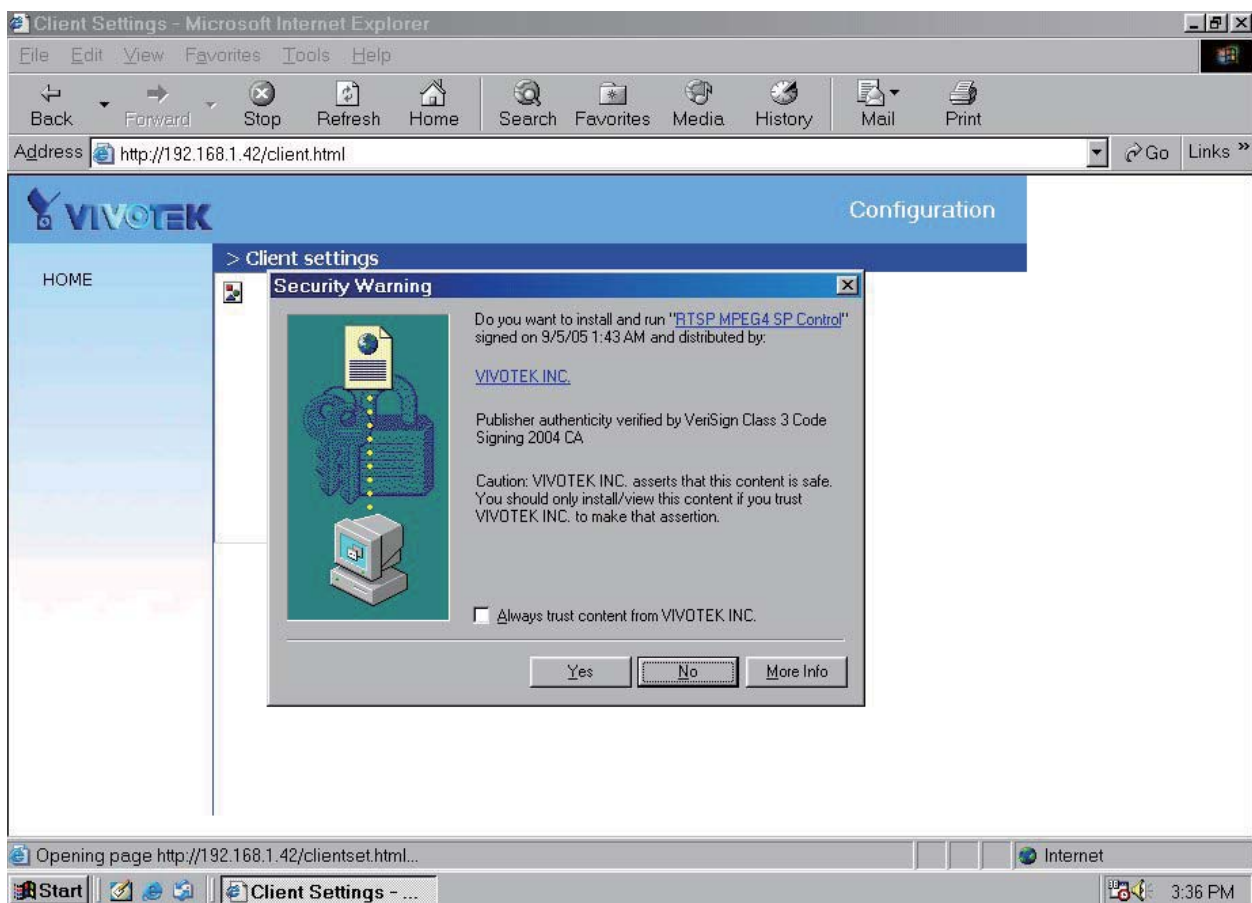 Client Settings - Microsoft Internet Explorer
File Edit View Favorites Tools Help
Back Forward Stop Refresh Home Search Favorites Media History Mail Print
Address http://192.168.1.42/client.html Go Links »
VIVOTEK
Configuration
> Client settings
HOME
Security Warning
Do you want to install and run "RTSP MPEG4 SP Control"
signed on 9/5/05 1:43 AM and distributed by:
VIVOTEK INC.
Publisher authenticity verified by VeriSign Class 3 Code
Signing 2004 CA
Caution: VIVOTEK INC. asserts that this content is safe.
You should only install/view this content if you trust
VIVOTEK INC. to make that assertion.
Always trust content from VIVOTEK INC.
Yes No More Info
Opening page http://192.168.1.42/clientset.html... Internet
Start Client Settings - ... 3:36 PM